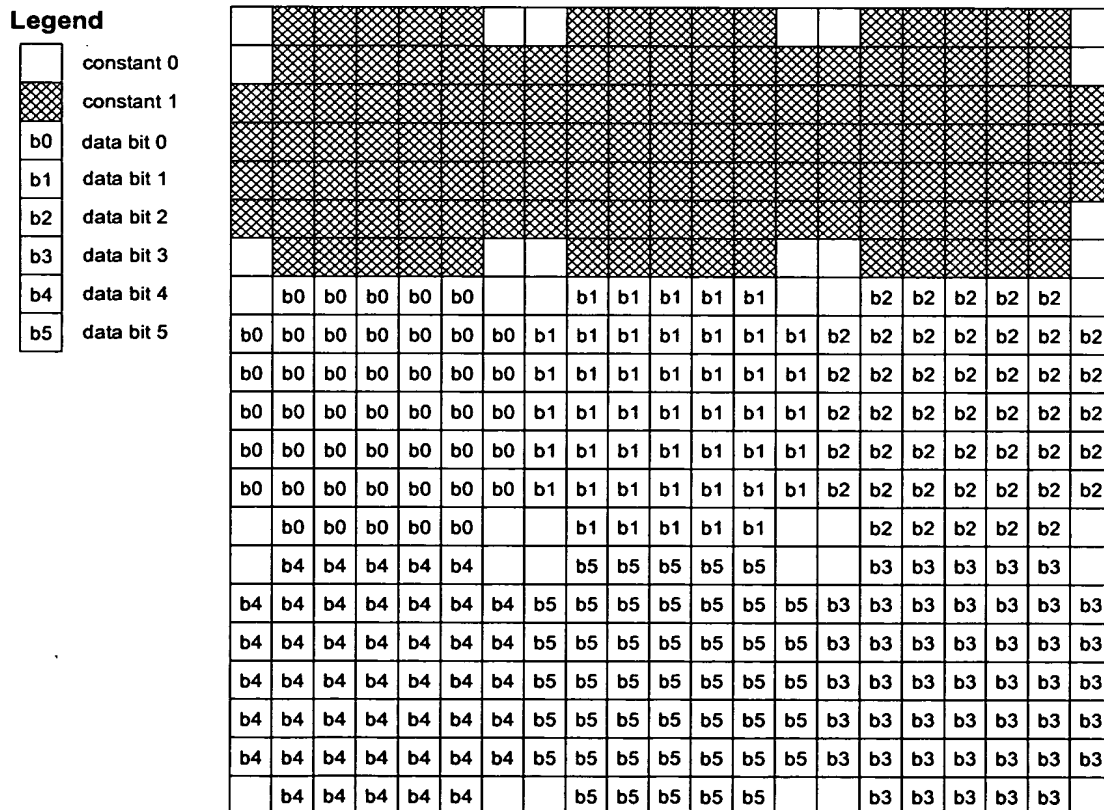 Legend
constant 0
constant 1
b0 data bit 0
b1 data bit 1
b2 data bit 2
b3 data bit 3
b4 data bit 4
b5 data bit 5
b0 b0 b0 b0 b0 b1 b1 b1 b1 b1 b2 b2 b2 b2 b2
b0 b0 b0 b0 b0 b0 b0 b1 b1 b1 b1 b1 b1 b1 b2 b2 b2 b2 b2 b2 b2
b0 b0 b0 b0 b0 b0 b0 b1 b1 b1 b1 b1 b1 b1 b2 b2 b2 b2 b2 b2 b2
b0 b0 b0 b0 b0 b0 b0 b1 b1 b1 b1 b1 b1 b1 b2 b2 b2 b2 b2 b2 b2
b0 b0 b0 b0 b0 b0 b0 b1 b1 b1 b1 b1 b1 b1 b2 b2 b2 b2 b2 b2 b2
b0 b0 b0 b0 b0 b0 b0 b1 b1 b1 b1 b1 b1 b1 b2 b2 b2 b2 b2 b2 b2
b0 b0 b0 b0 b0 b1 b1 b1 b1 b1 b2 b2 b2 b2 b2
b4 b4 b4 b4 b4 b5 b5 b5 b5 b5 b3 b3 b3 b3 b3
b4 b4 b4 b4 b4 b4 b4 b5 b5 b5 b5 b5 b5 b5 b3 b3 b3 b3 b3 b3 b3
b4 b4 b4 b4 b4 b4 b4 b5 b5 b5 b5 b5 b5 b5 b3 b3 b3 b3 b3 b3 b3
b4 b4 b4 b4 b4 b4 b4 b5 b5 b5 b5 b5 b5 b5 b3 b3 b3 b3 b3 b3 b3
b4 b4 b4 b4 b4 b4 b4 b5 b5 b5 b5 b5 b5 b5 b3 b3 b3 b3 b3 b3 b3
b4 b4 b4 b4 b4 b4 b4 b5 b5 b5 b5 b5 b5 b5 b3 b3 b3 b3 b3 b3 b3
b4 b4 b4 b4 b4 b5 b5 b5 b5 b5 b3 b3 b3 b3 b3